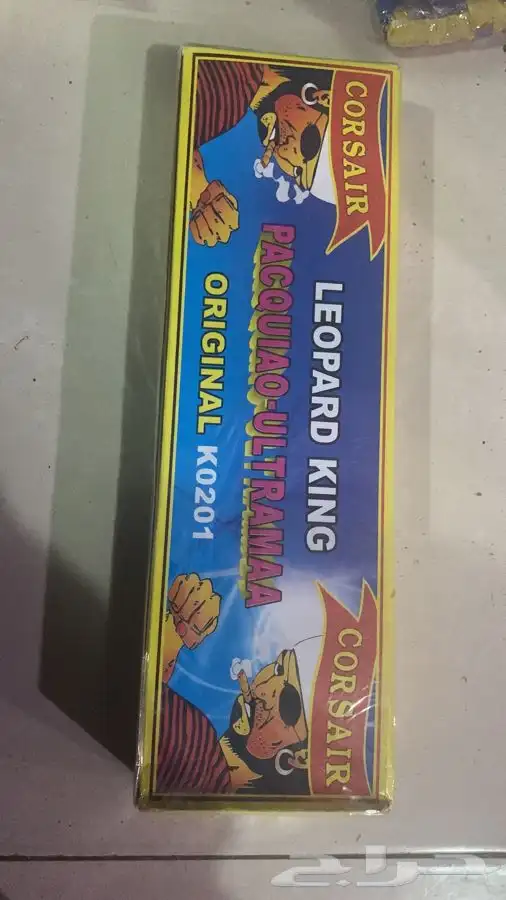 CORSAIR
LEOPARD KING
PACQUIAO-ULTRAMAA
ORIGINAL K0201
CORSAIR
حراج